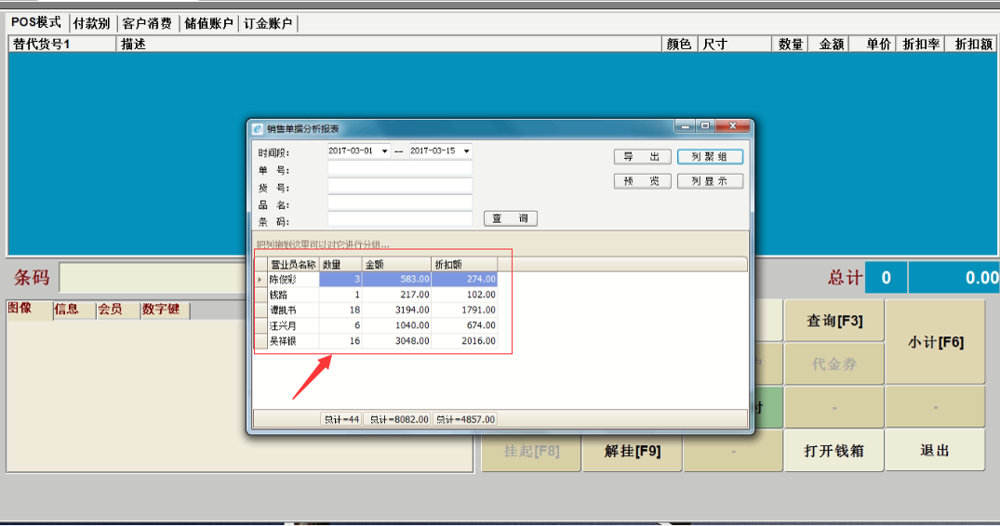 POS模式 付款别 客户消费 储值账户 订金账户
替代货号1 描述 颜色 尺寸 数量 金额 单价 折扣率 折扣额
销售单据分析报表
时间段: 2017-03-01 -- 2017-03-15 导 出 列聚组
单 号:
货 号: 预 览 列显示
品 名:
条 码: 查 询
把列拖到这里可以对它进行分组...
营业员名称 数量 金额 折扣额
陈俊彩 3 583.00 274.00
钱路 1 217.00 102.00
谭凯书 18 3194.00 1791.00
汪兴月 6 1040.00 674.00
吴祥银 16 3048.00 2016.00
总计=44 总计=8082.00 总计=4857.00
条码 总计 0 0.00
图像 信息 会员 数字键
查询[F3] 小计[F6]
代金券
- -
挂起[F8] 解挂[F9] - 打开钱箱 退出